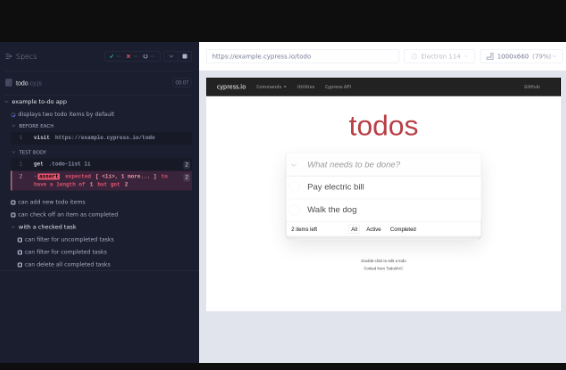 Specs
todo.cy.js
00:07
example to-do app
displays two todo items by default
BEFORE EACH
1 visit https://example.cypress.io/todo
TEST BODY
1 get .todo-list li 2
2 -assert expected [ <li>, 1 more... ] to have a length of 1 but got 2 2
can add new todo items
can check off an item as completed
with a checked task
can filter for uncompleted tasks
can filter for completed tasks
can delete all completed tasks
https://example.cypress.io/todo
Electron 114
1000x660 (79%)
cypress.io Commands Utilities Cypress API GitHub
todos
What needs to be done?
Pay electric bill
Walk the dog
2 items left All Active Completed
Double-click to edit a todo
Forked from TodoMVC